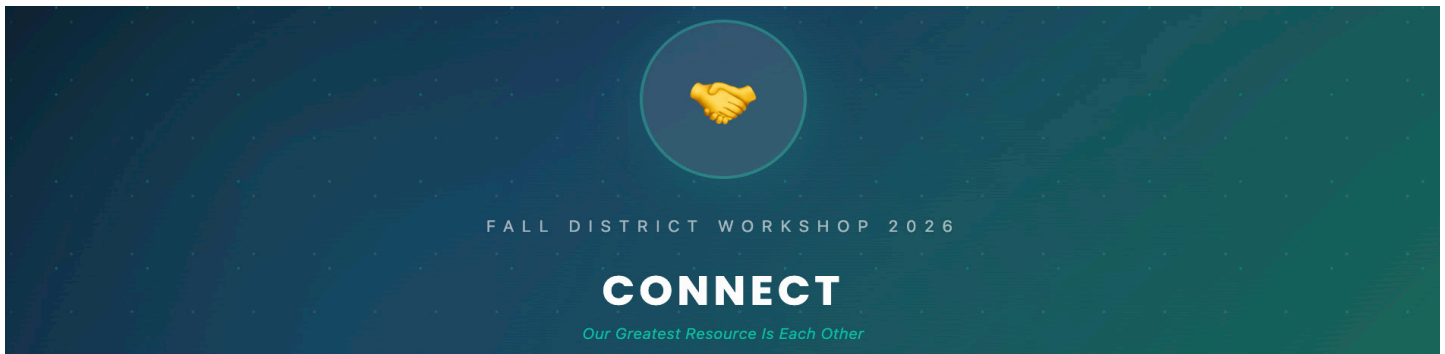 FALL DISTRICT WORKSHOP 2026
CONNECT
Our Greatest Resource Is Each Other